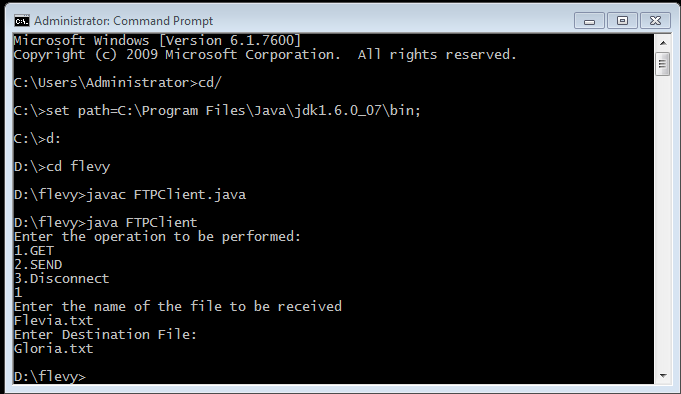 Administrator: Command Prompt
Microsoft Windows [Version 6.1.7600]
Copyright (c) 2009 Microsoft Corporation.  All rights reserved.
C:\Users\Administrator>cd/
C:\>set path=C:\Program Files\Java\jdk1.6.0_07\bin;
C:\>d:
D:\>cd flevy
D:\flevy>javac FTPClient.java
D:\flevy>java FTPClient
Enter the operation to be performed:
1.GET
2.SEND
3.Disconnect
1
Enter the name of the file to be received
Flevia.txt
Enter Destination File:
Gloria.txt
D:\flevy>